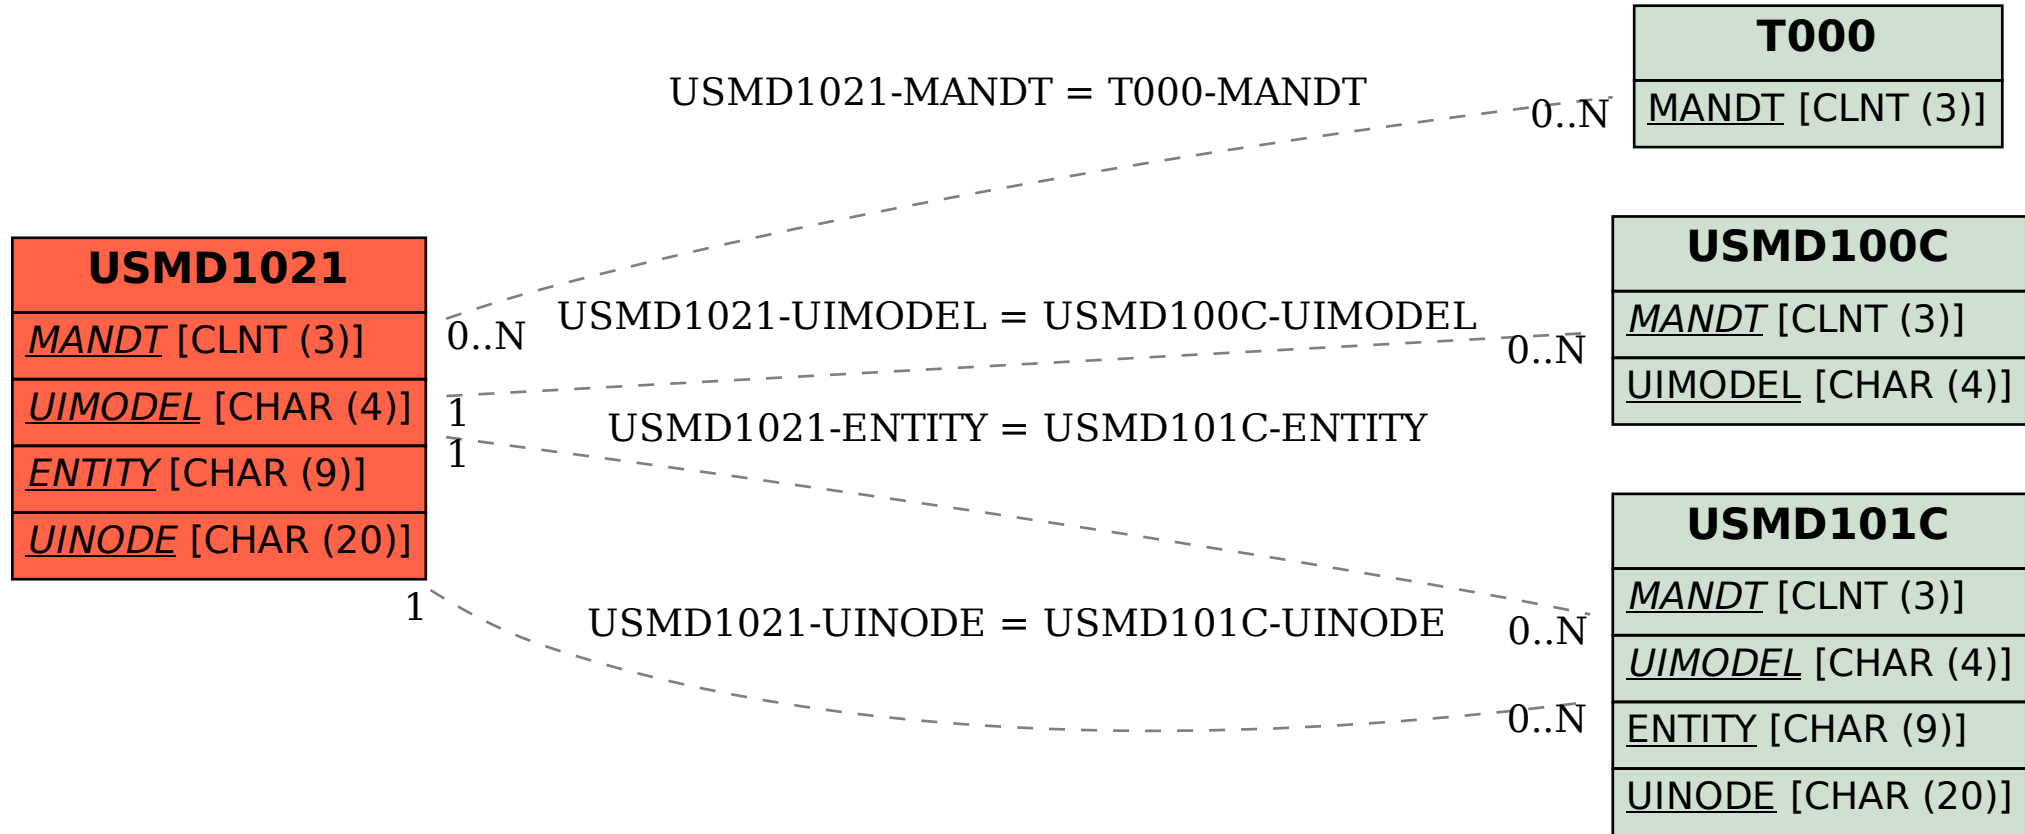 T000
MANDT [CLNT (3)]
USMD1021-MANDT = T000-MANDT
0..N
USMD1021
MANDT [CLNT (3)]
UIMODEL [CHAR (4)]
ENTITY [CHAR (9)]
UINODE [CHAR (20)]
0..N
USMD1021-UIMODEL = USMD100C-UIMODEL
0..N
1
USMD100C
MANDT [CLNT (3)]
UIMODEL [CHAR (4)]
USMD1021-ENTITY = USMD101C-ENTITY
1
0..N
USMD1021-UINODE = USMD101C-UINODE
1
0..N
USMD101C
MANDT [CLNT (3)]
UIMODEL [CHAR (4)]
ENTITY [CHAR (9)]
UINODE [CHAR (20)]